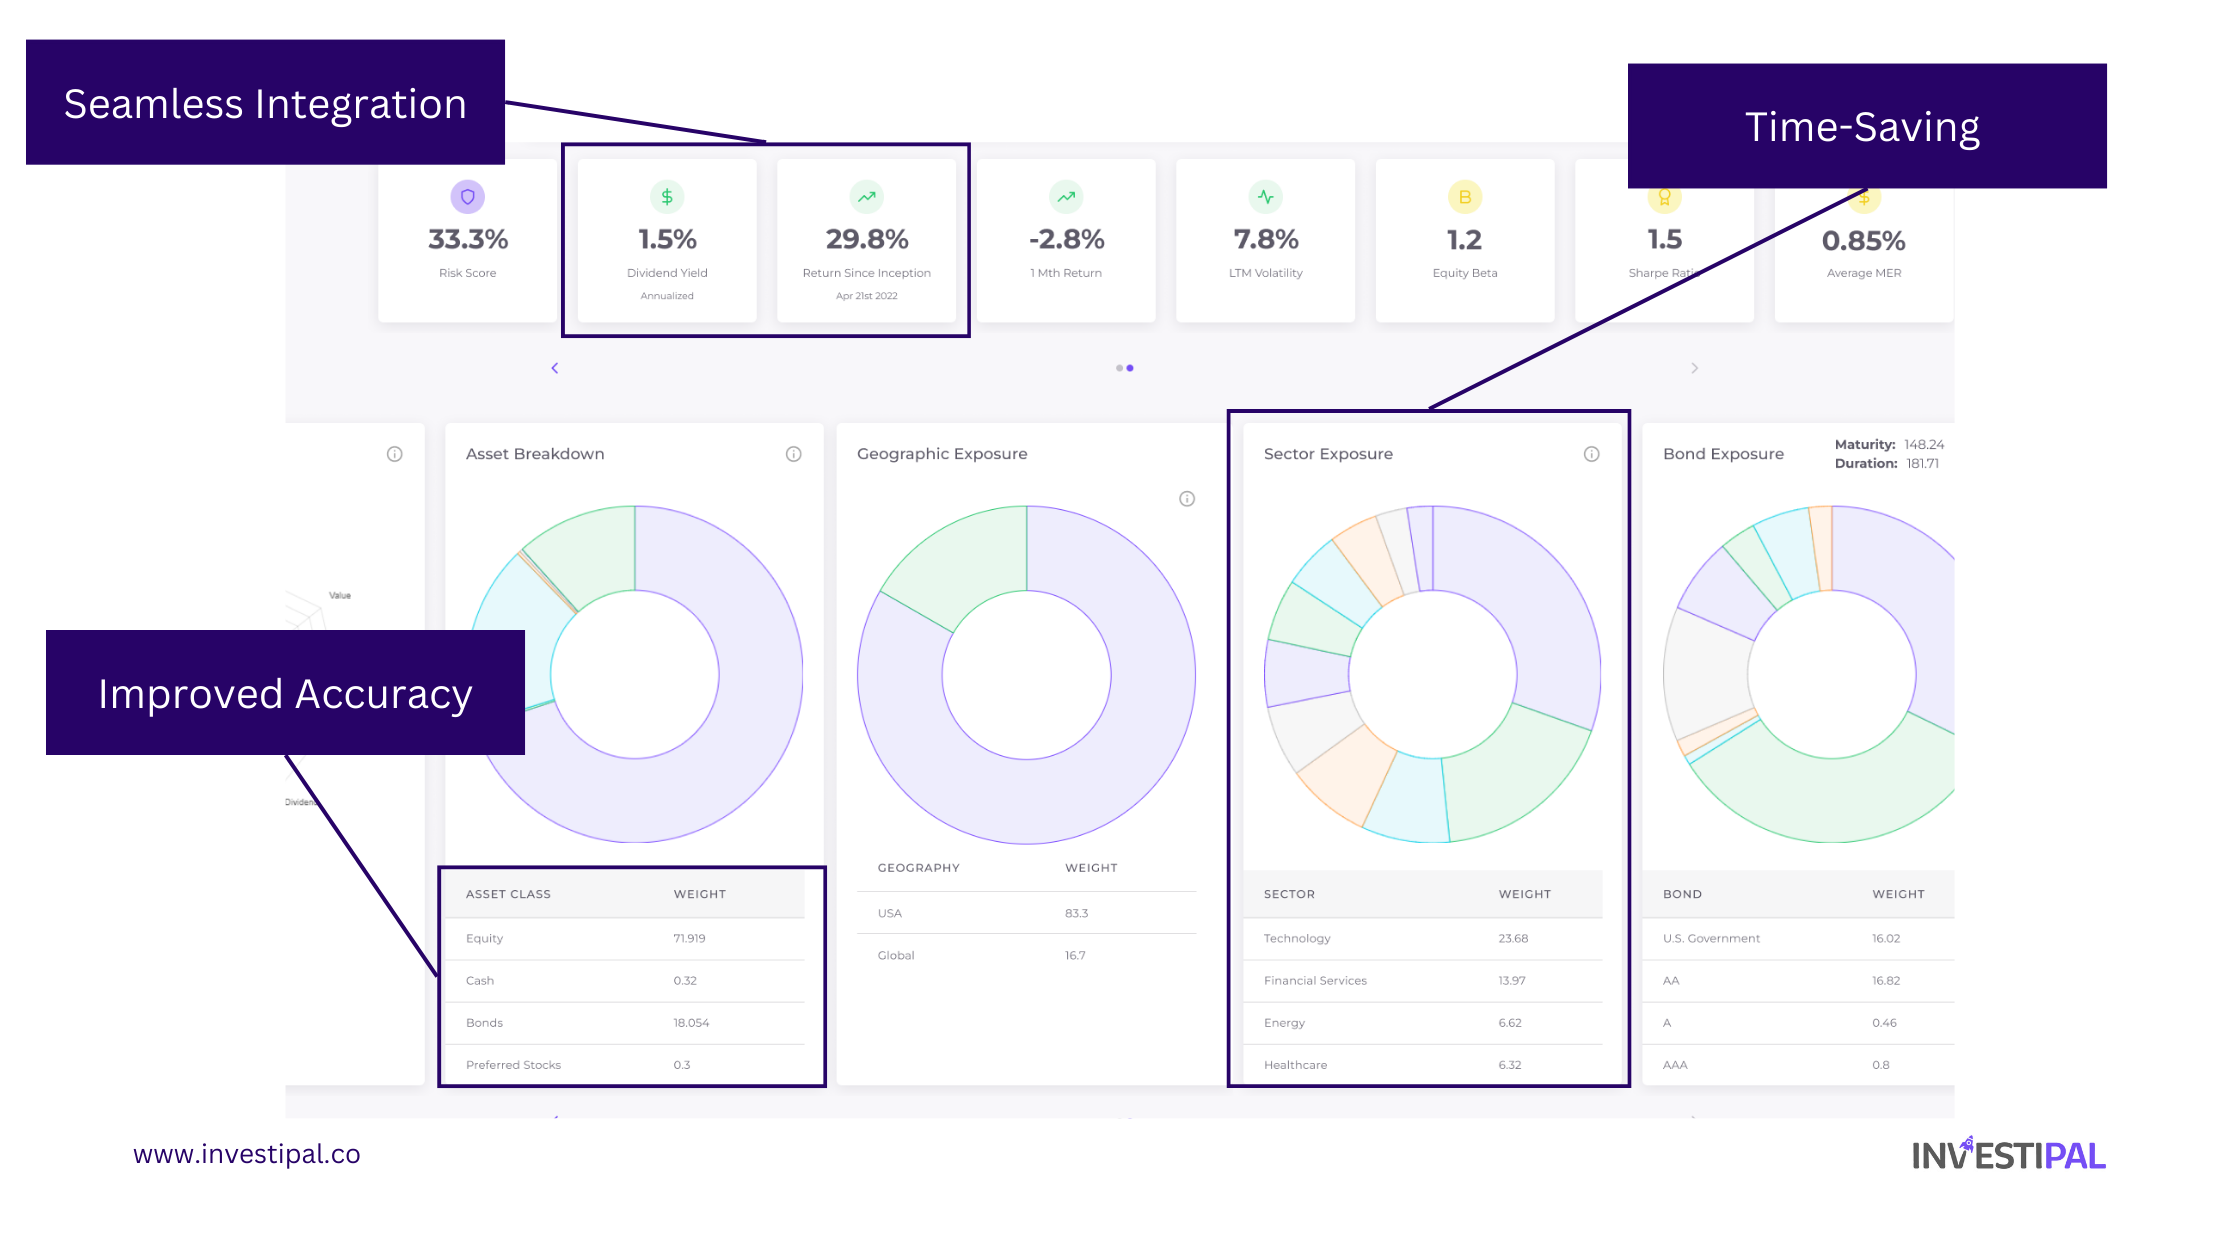 Seamless Integration
Time-Saving
33.3%
Risk Score
1.5%
Dividend Yield
Annualized
29.8%
Return Since Inception
Apr 21st 2022
-2.8%
1 Mth Return
7.8%
LTM Volatility
B
1.2
Equity Beta
1.5
Sharpe Ratio
0.85%
Average MER
Value
Dividend
Improved Accuracy
Asset Breakdown
ASSET CLASS WEIGHT
Equity 71.919
Cash 0.32
Bonds 18.054
Preferred Stocks 0.3
Geographic Exposure
GEOGRAPHY WEIGHT
USA 83.3
Global 16.7
Sector Exposure
SECTOR WEIGHT
Technology 23.68
Financial Services 13.97
Energy 6.62
Healthcare 6.32
Bond Exposure
Maturity: 148.24
Duration: 181.71
BOND WEIGHT
U.S. Government 16.02
AA 16.82
A 0.46
AAA 0.8
www.investipal.co
INVESTIPAL